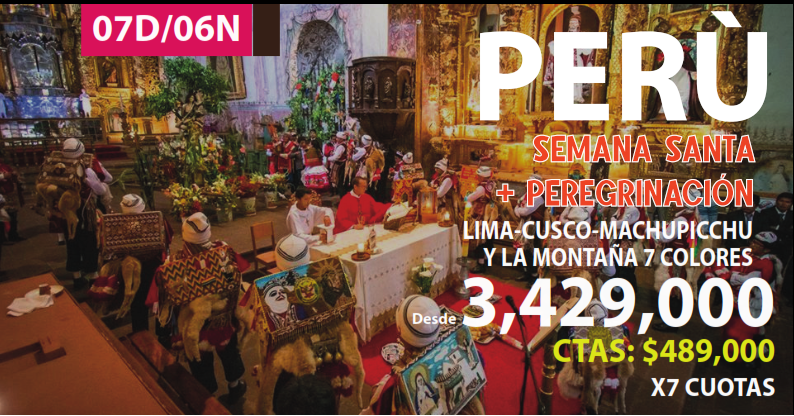 07D/06N
PERÙ
SEMANA SANTA
+ PEREGRINACIÓN
LIMA-CUSCO-MACHUPICCHU
Y LA MONTAÑA 7 COLORES
Desde 3,429,000
CTAS: $489,000
X7 CUOTAS